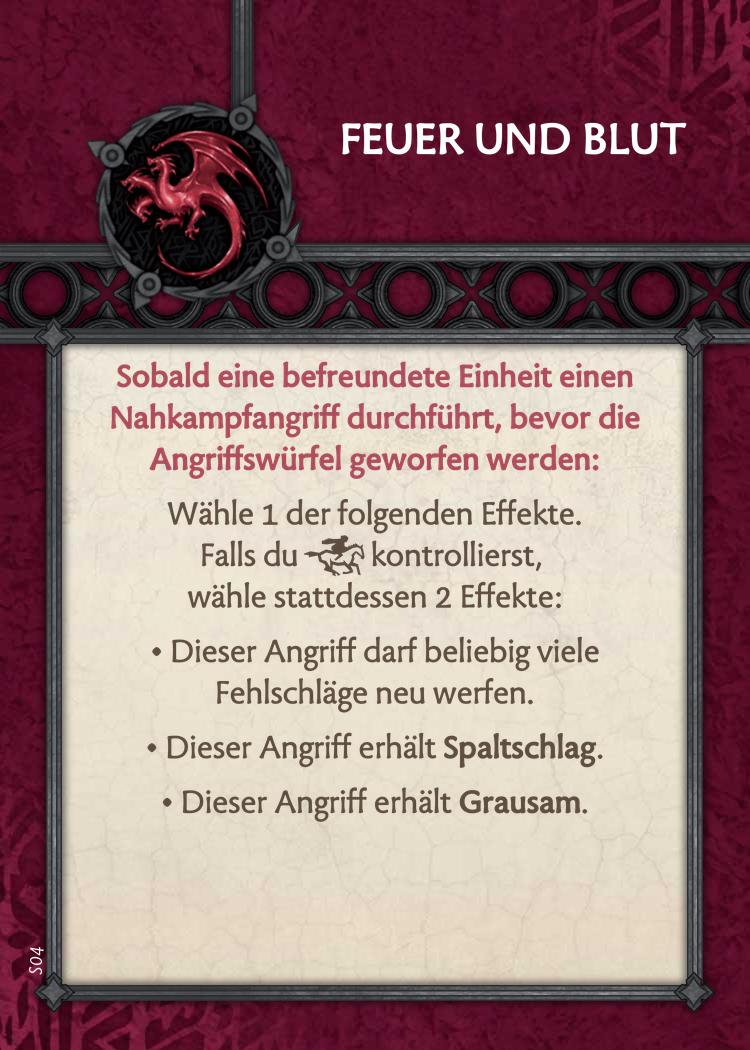 FEUER UND BLUT
Sobald eine befreundete Einheit einen
Nahkampfangriff durchführt, bevor die
Angriffswürfel geworfen werden:
Wähle 1 der folgenden Effekte.
Falls du kontrollierst,
wähle stattdessen 2 Effekte:
• Dieser Angriff darf beliebig viele
Fehlschläge neu werfen.
• Dieser Angriff erhält Spaltschlag.
• Dieser Angriff erhält Grausam.
S04